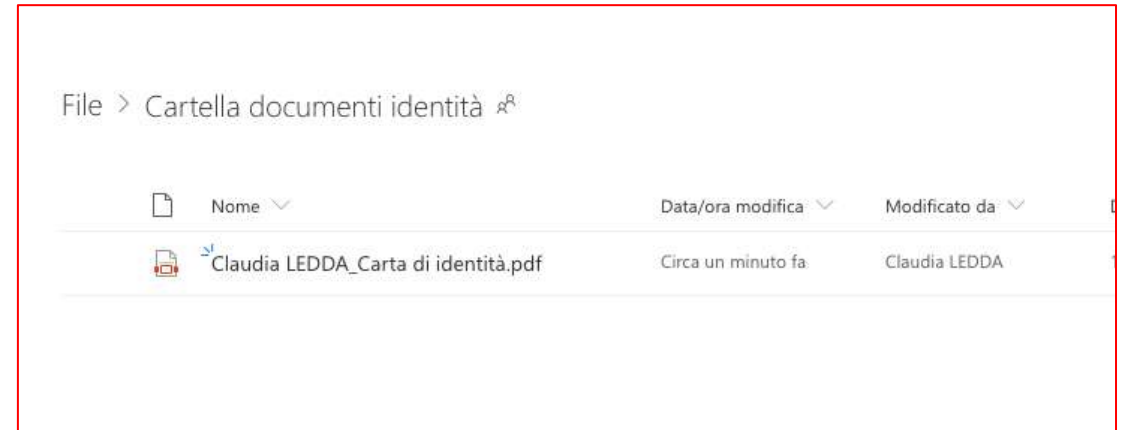 File > Cartella documenti identità
Nome Data/ora modifica Modificato da
Claudia LEDDA_Carta di identità.pdf Circa un minuto fa Claudia LEDDA